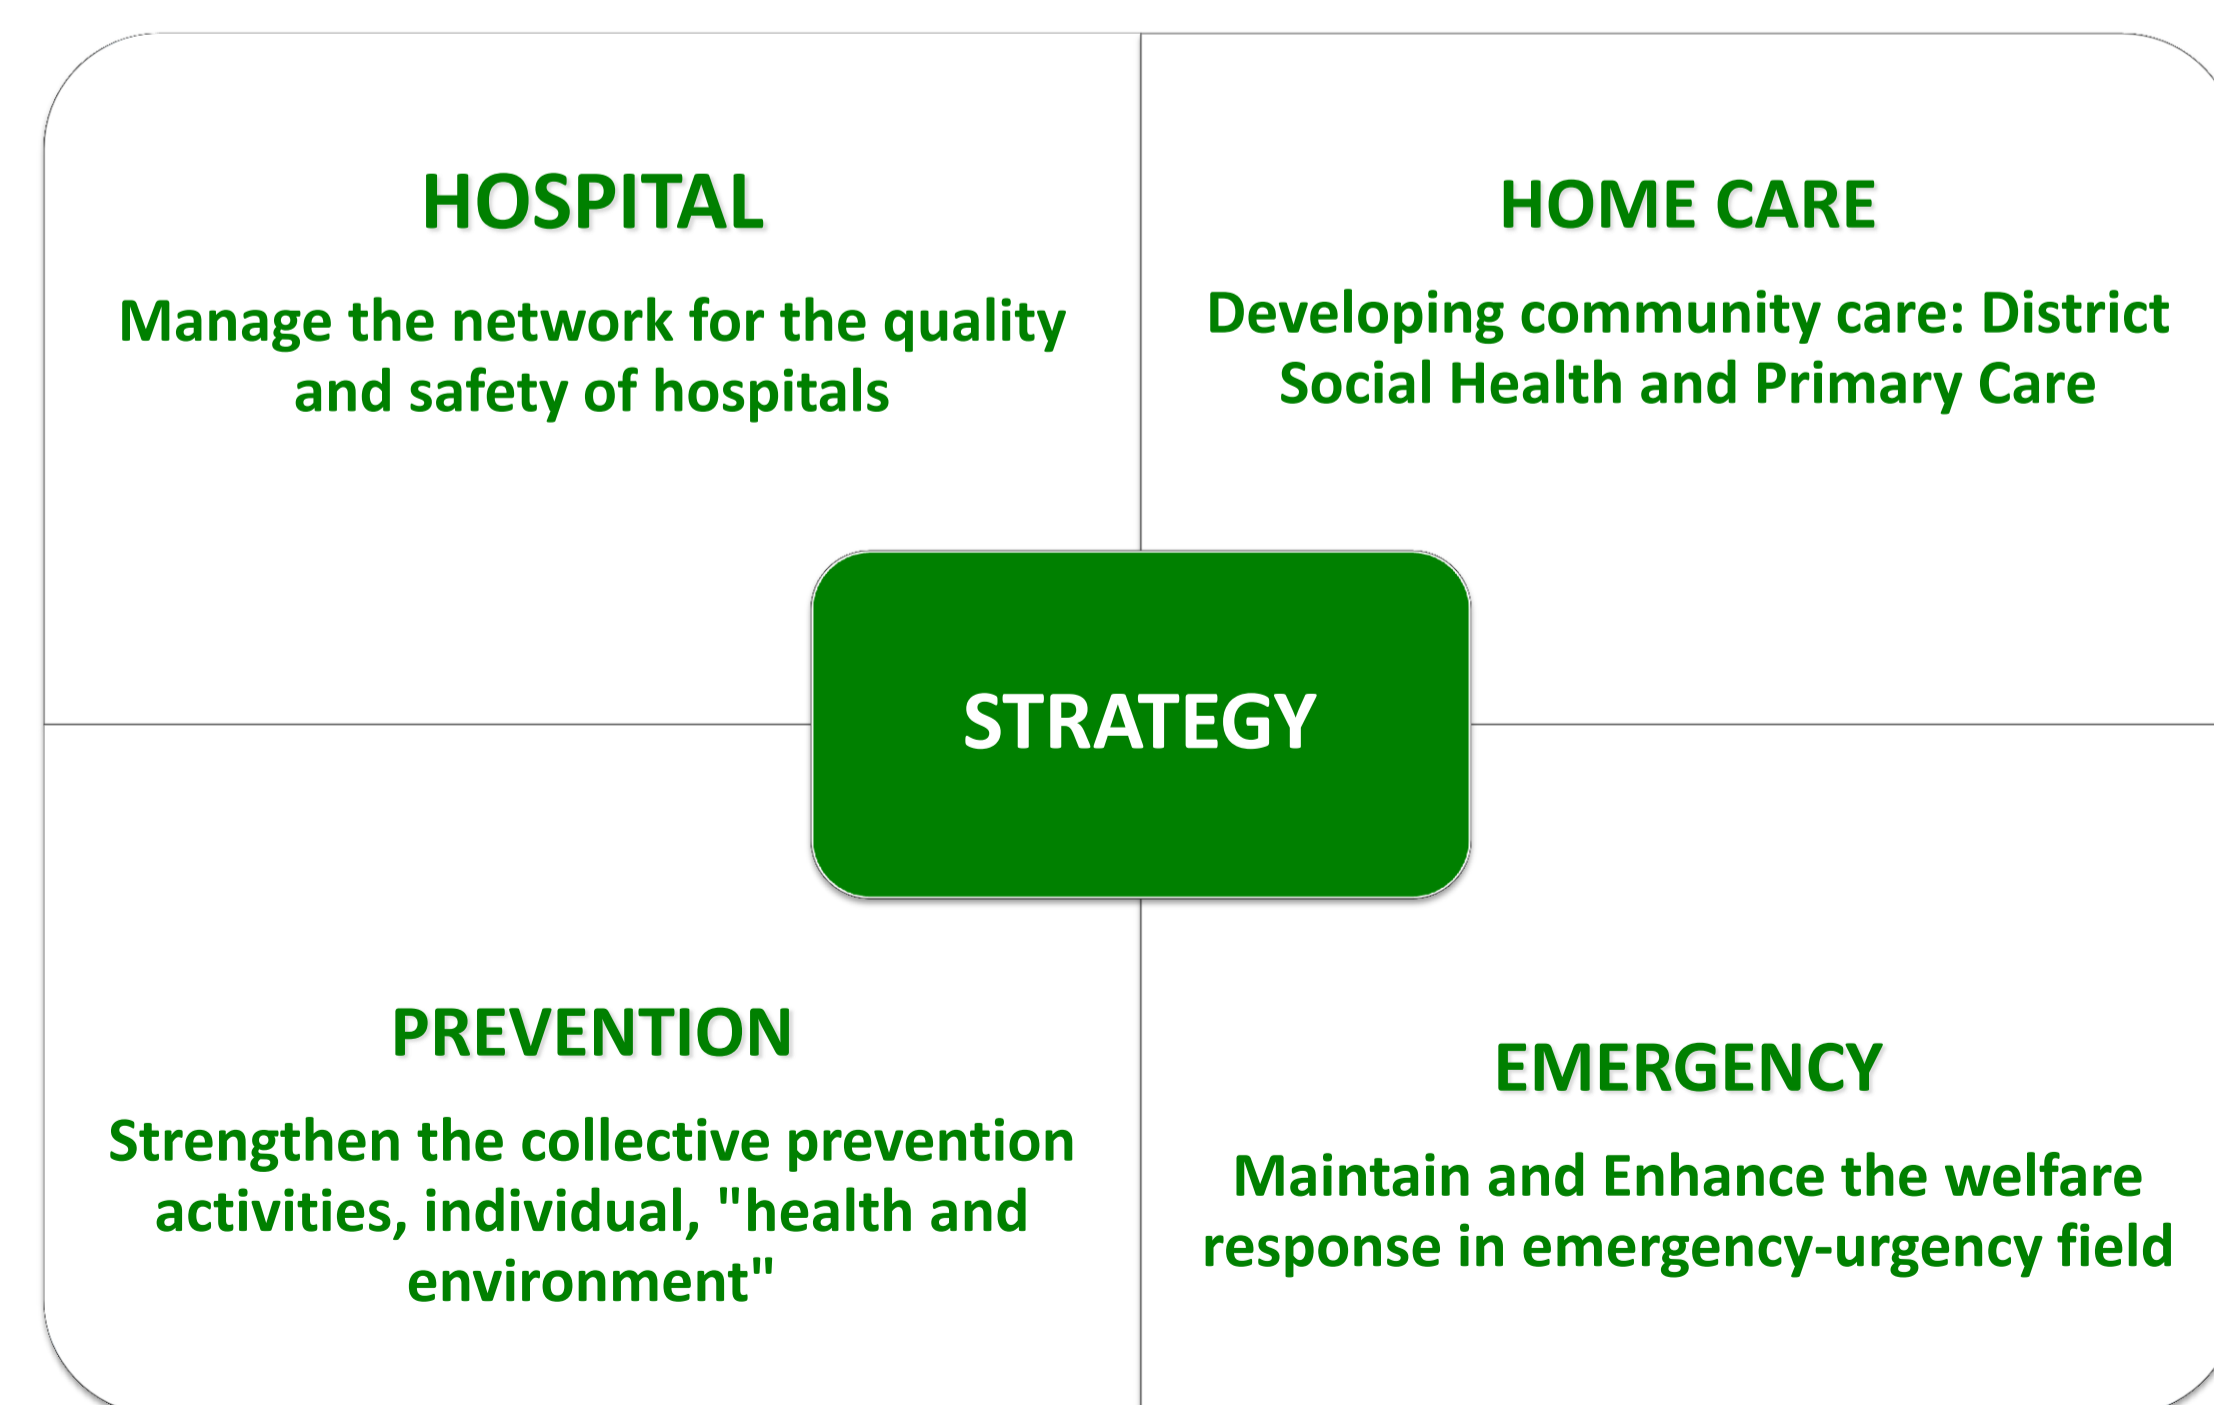 HOSPITAL
Manage the network for the quality
and safety of hospitals
HOME CARE
Developing community care: District
Social Health and Primary Care
STRATEGY
PREVENTION
Strengthen the collective prevention
activities, individual, "health and
environment"
EMERGENCY
Maintain and Enhance the welfare
response in emergency-urgency field